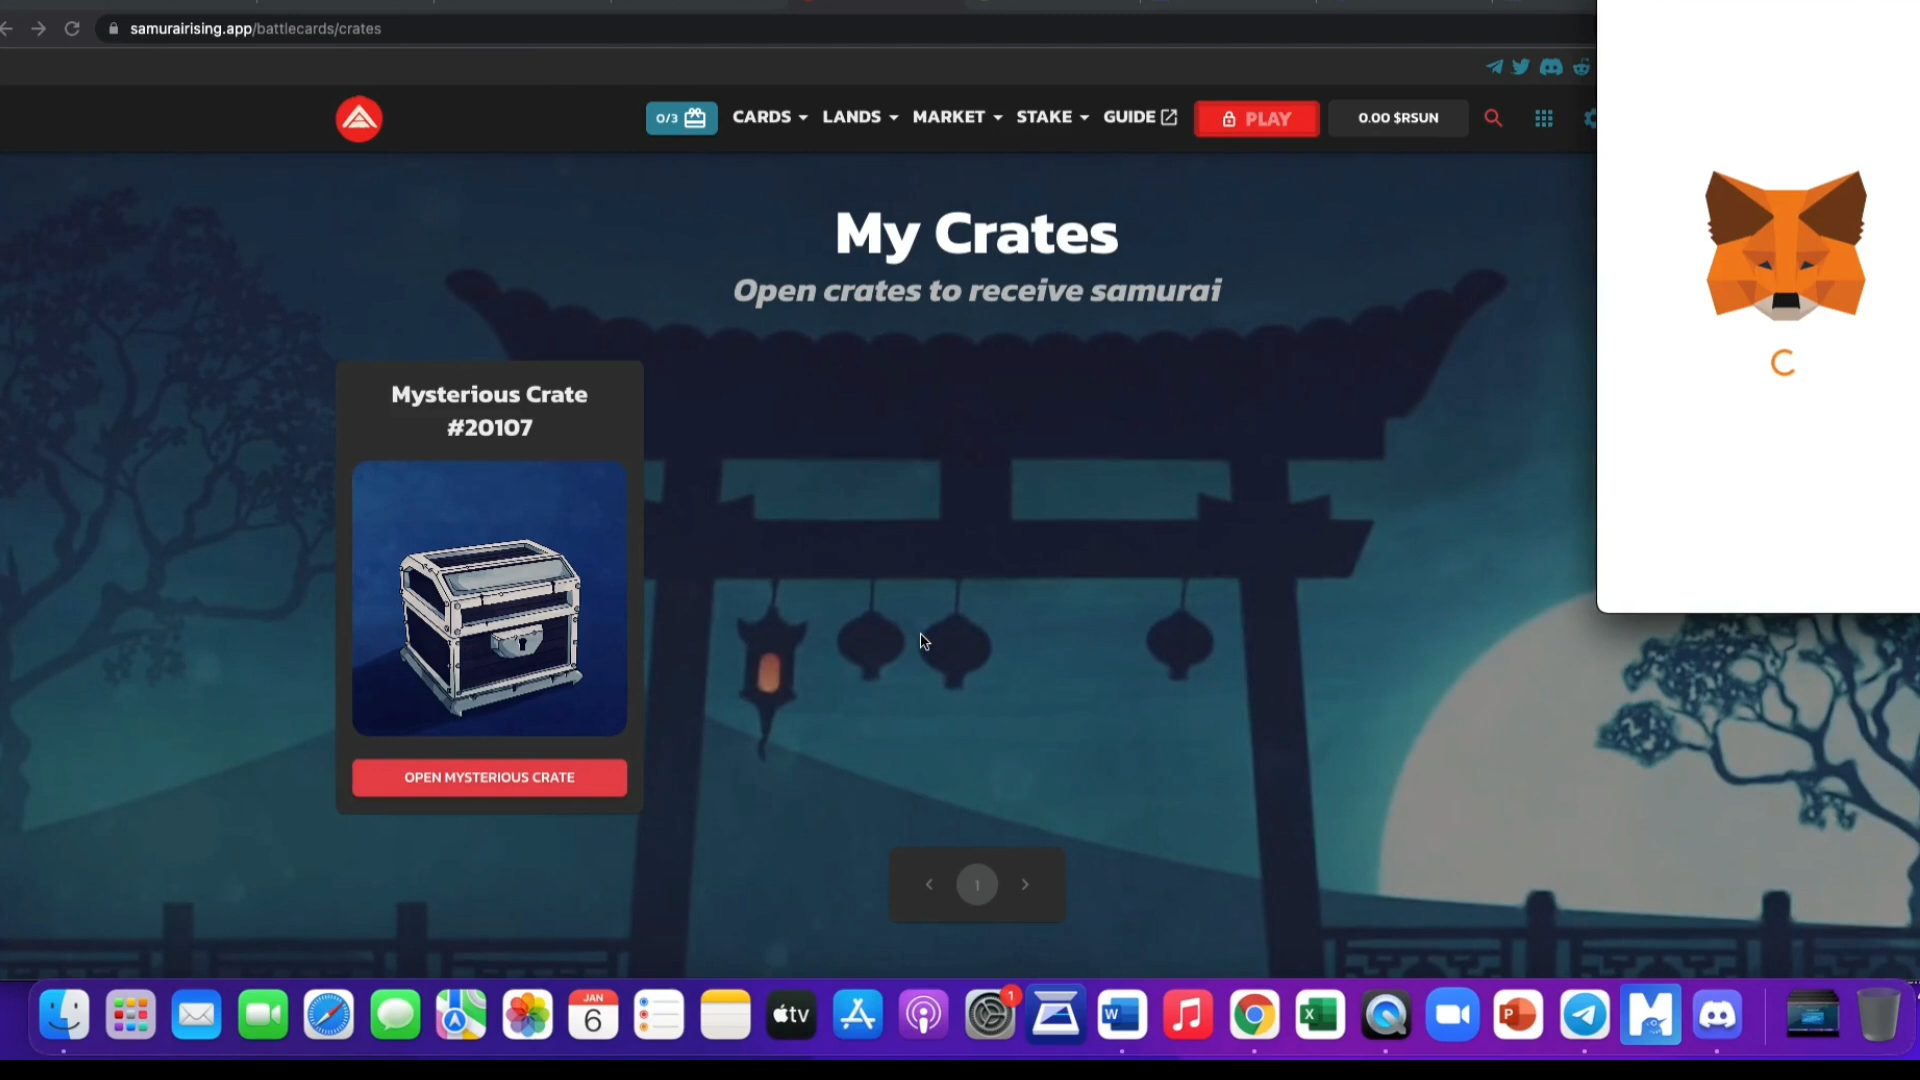 samurairising.app/battlecards/crates
0/3 CARDS LANDS MARKET STAKE GUIDE PLAY 0.00 $RSUN
My Crates
Open crates to receive samurai
Mysterious Crate
#20107
OPEN MYSTERIOUS CRATE
1
JAN
6
tv
1
W
X
P